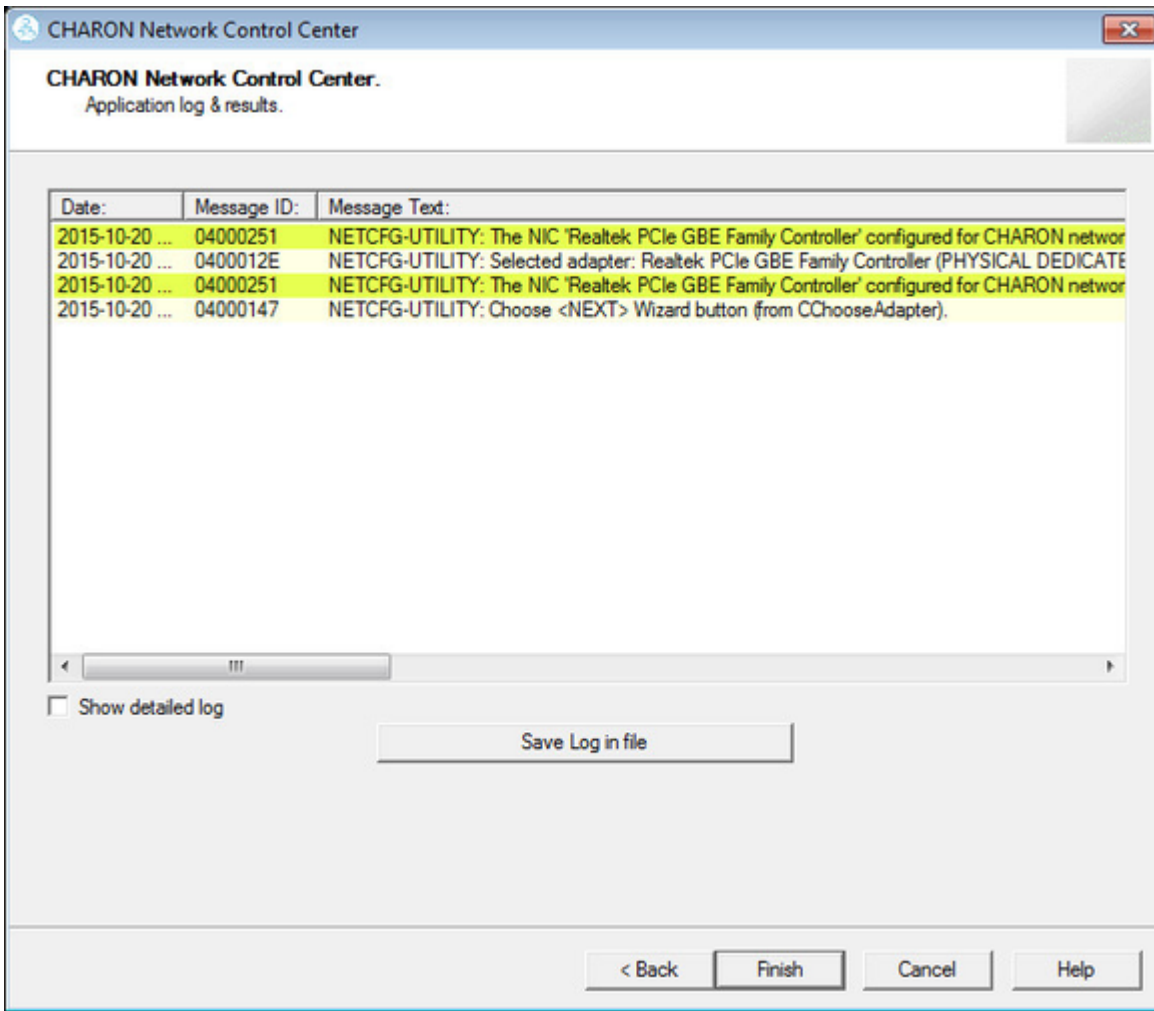 CHARON Network Control Center
CHARON Network Control Center.
Application log & results.
Date: Message ID: Message Text:
2015-10-20 ... 04000251 NETCFG-UTILITY: The NIC 'Realtek PCIe GBE Family Controller' configured for CHARON networ
2015-10-20 ... 0400012E NETCFG-UTILITY: Selected adapter: Realtek PCIe GBE Family Controller (PHYSICAL DEDICATE
2015-10-20 ... 04000251 NETCFG-UTILITY: The NIC 'Realtek PCIe GBE Family Controller' configured for CHARON networ
2015-10-20 ... 04000147 NETCFG-UTILITY: Choose <NEXT> Wizard button (from CChooseAdapter).
Show detailed log
Save Log in file
< Back Finish Cancel Help